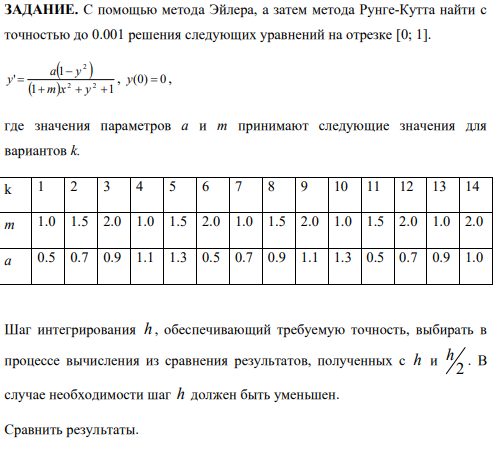 ЗАДАНИЕ. С помощью метода Эйлера, а затем метода Рунге-Кутта найти с
точностью до 0.001 решения следующих уравнений на отрезке [0; 1].
y' = a(1 − y²) / ((1 + m)x² + y² + 1) , y(0) = 0 ,
где значения параметров a и m принимают следующие значения для
вариантов k.
k 1 2 3 4 5 6 7 8 9 10 11 12 13 14
m 1.0 1.5 2.0 1.0 1.5 2.0 1.0 1.5 2.0 1.0 1.5 2.0 1.0 2.0
a 0.5 0.7 0.9 1.1 1.3 0.5 0.7 0.9 1.1 1.3 0.5 0.7 0.9 1.0
Шаг интегрирования h , обеспечивающий требуемую точность, выбирать в
процессе вычисления из сравнения результатов, полученных с h и h/2 . В
случае необходимости шаг h должен быть уменьшен.
Сравнить результаты.